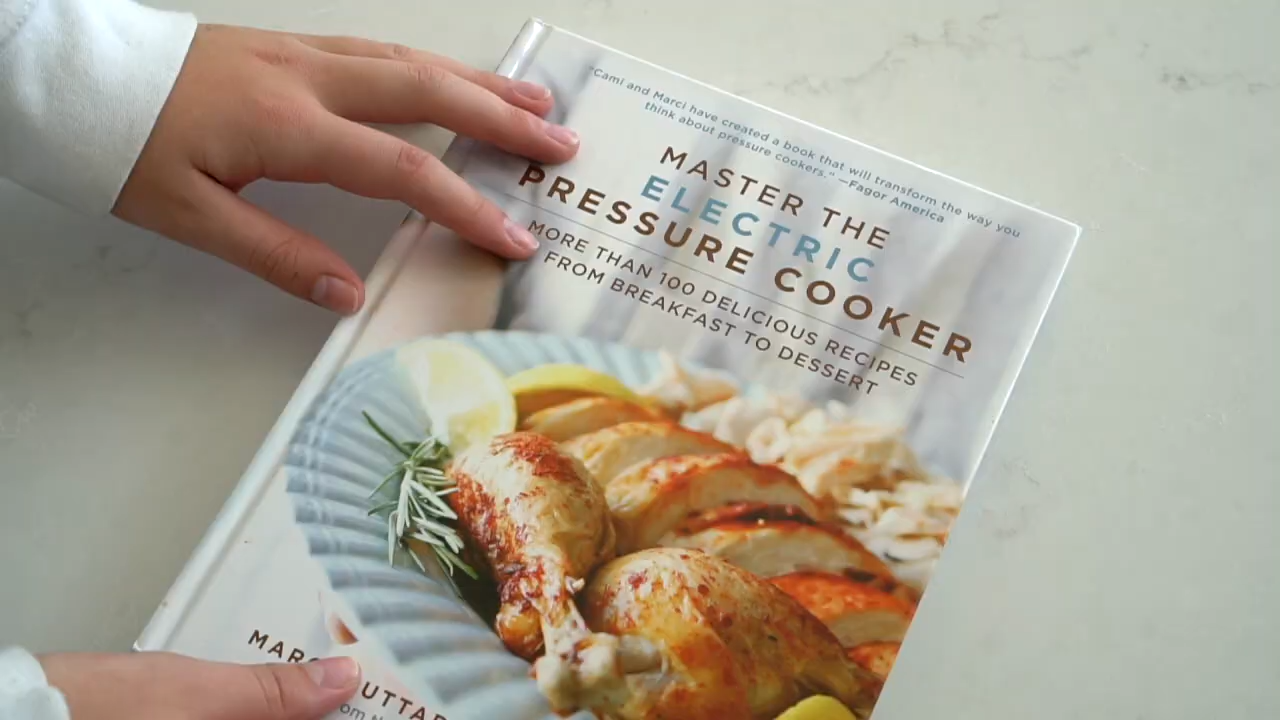 "Cami and Marci have created a book that will transform the way you
think about pressure cookers." —Fagor America
MASTER THE
ELECTRIC
PRESSURE COOKER
MORE THAN 100 DELICIOUS RECIPES
FROM BREAKFAST TO DESSERT